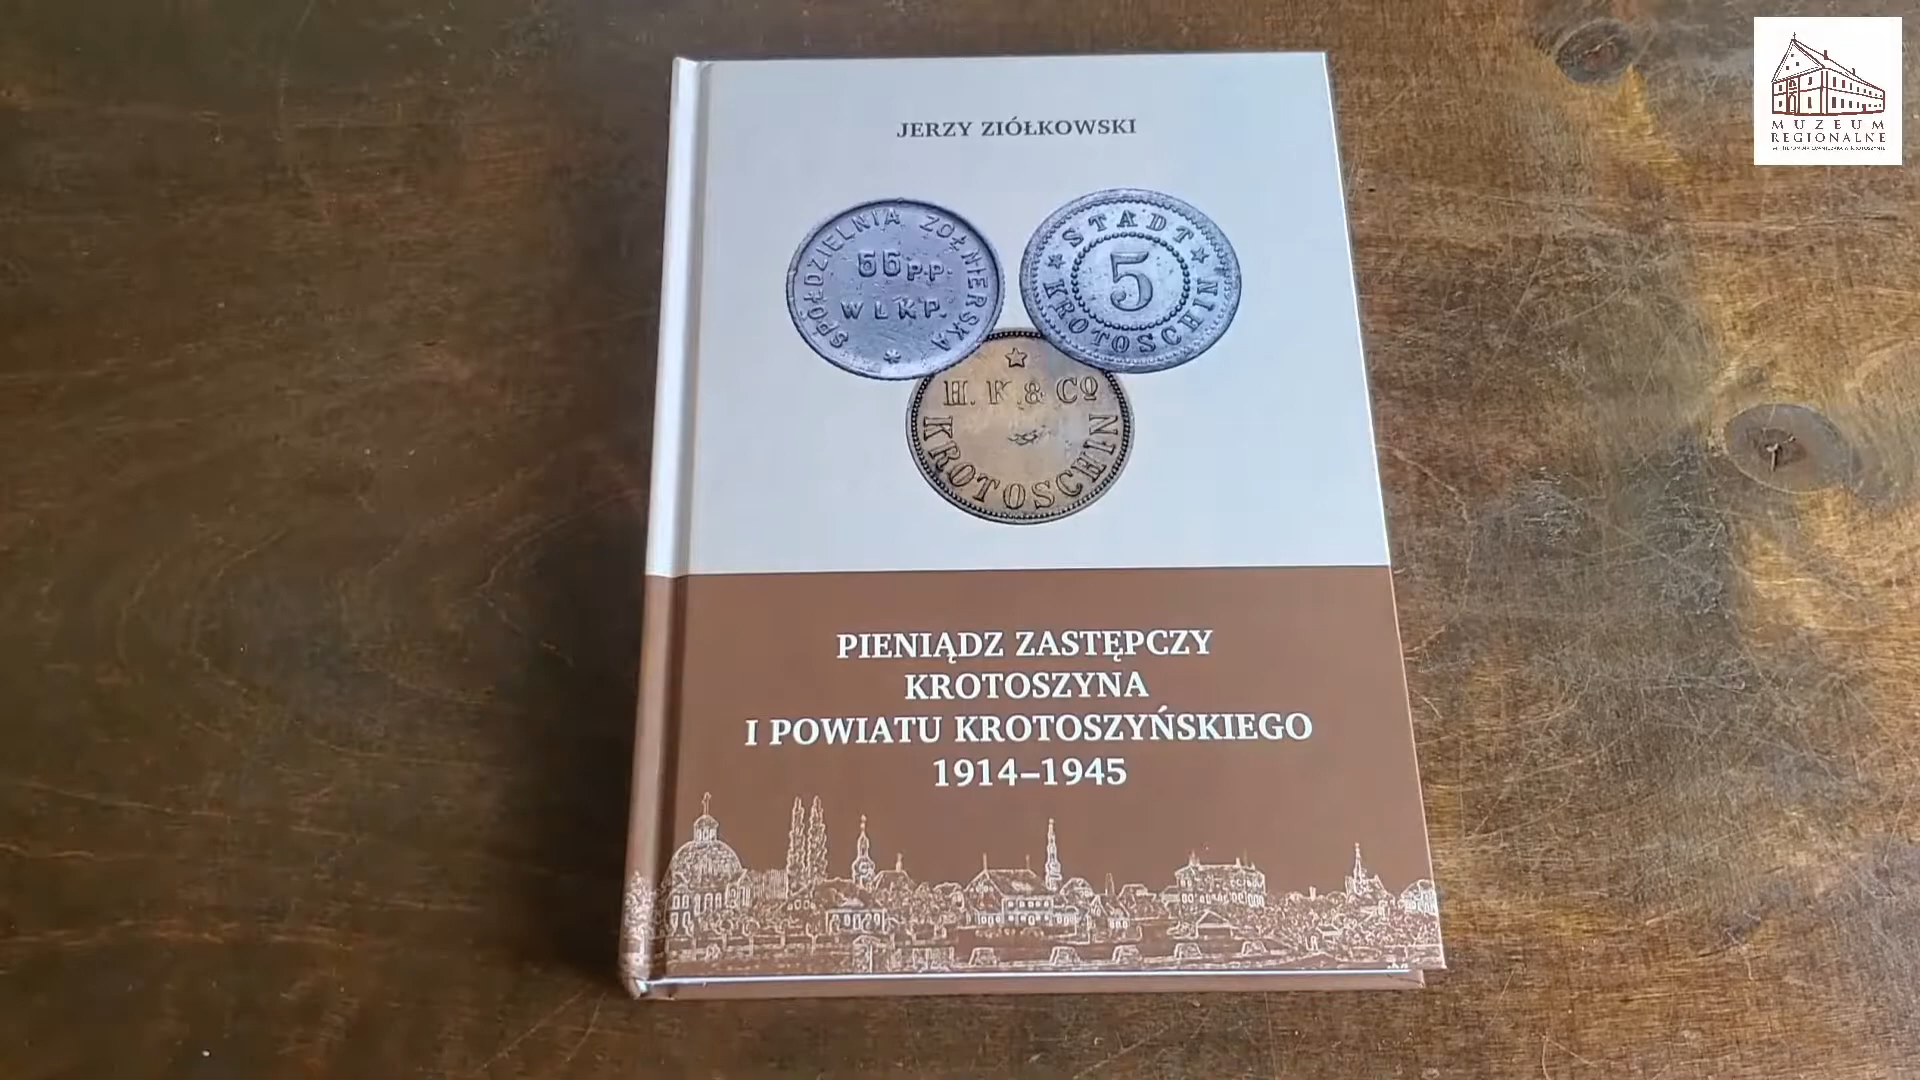 JERZY ZIÓŁKOWSKI
SPÓŁDZIELNIA ŻOŁNIERSKA
WLKP.
STADT
5
KROTOSCHIN
H. K. & Cº
KROTOSCHIN
PIENIĄDZ ZASTĘPCZY
KROTOSZYNA
I POWIATU KROTOSZYŃSKIEGO
1914–1945
MUZEUM
REGIONALNE